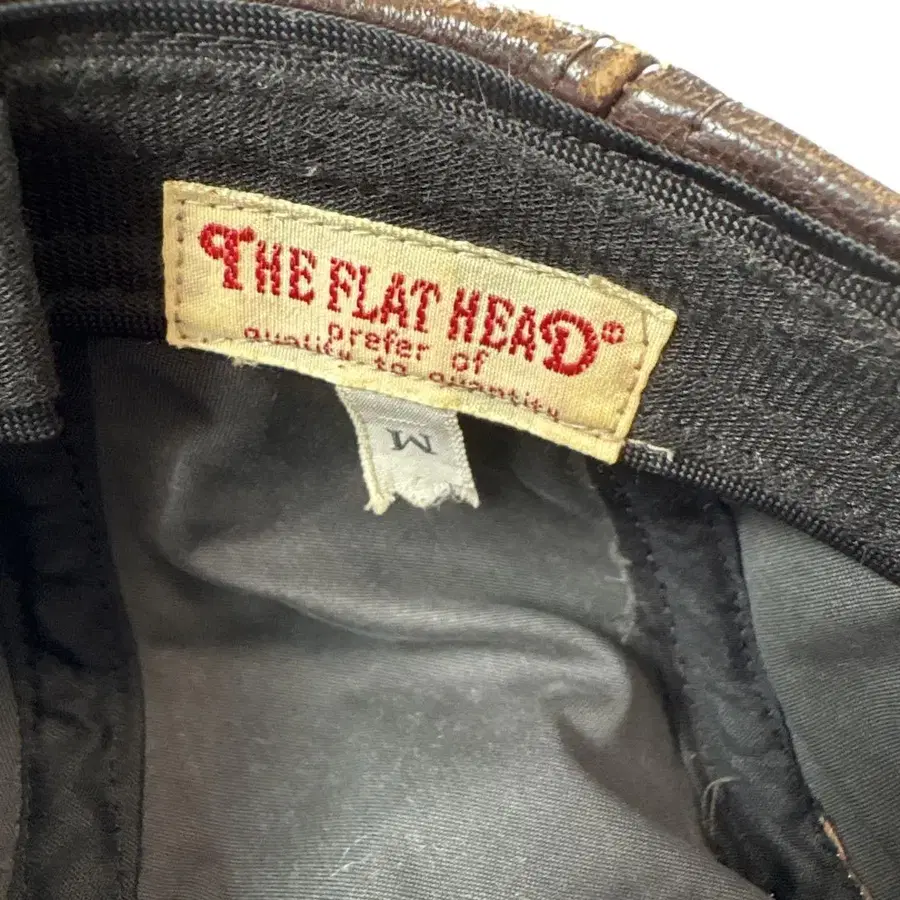 THE FLAT HEAD®
prefer of
quality to quantity
M